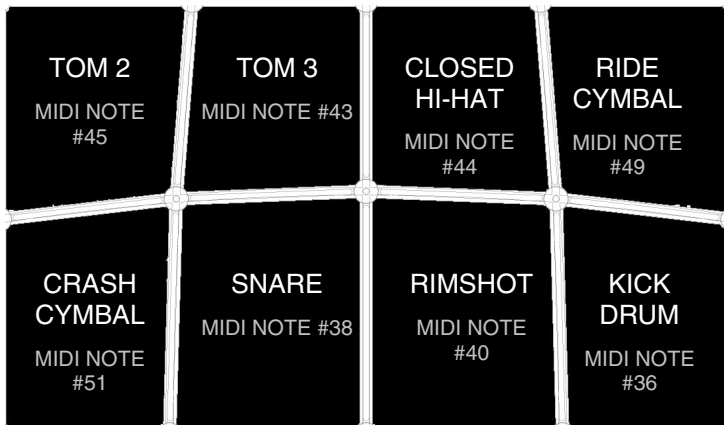 TOM 2
MIDI NOTE
#45
TOM 3
MIDI NOTE #43
CLOSED
HI-HAT
MIDI NOTE
#44
RIDE
CYMBAL
MIDI NOTE
#49
CRASH
CYMBAL
MIDI NOTE
#51
SNARE
MIDI NOTE #38
RIMSHOT
MIDI NOTE
#40
KICK
DRUM
MIDI NOTE
#36